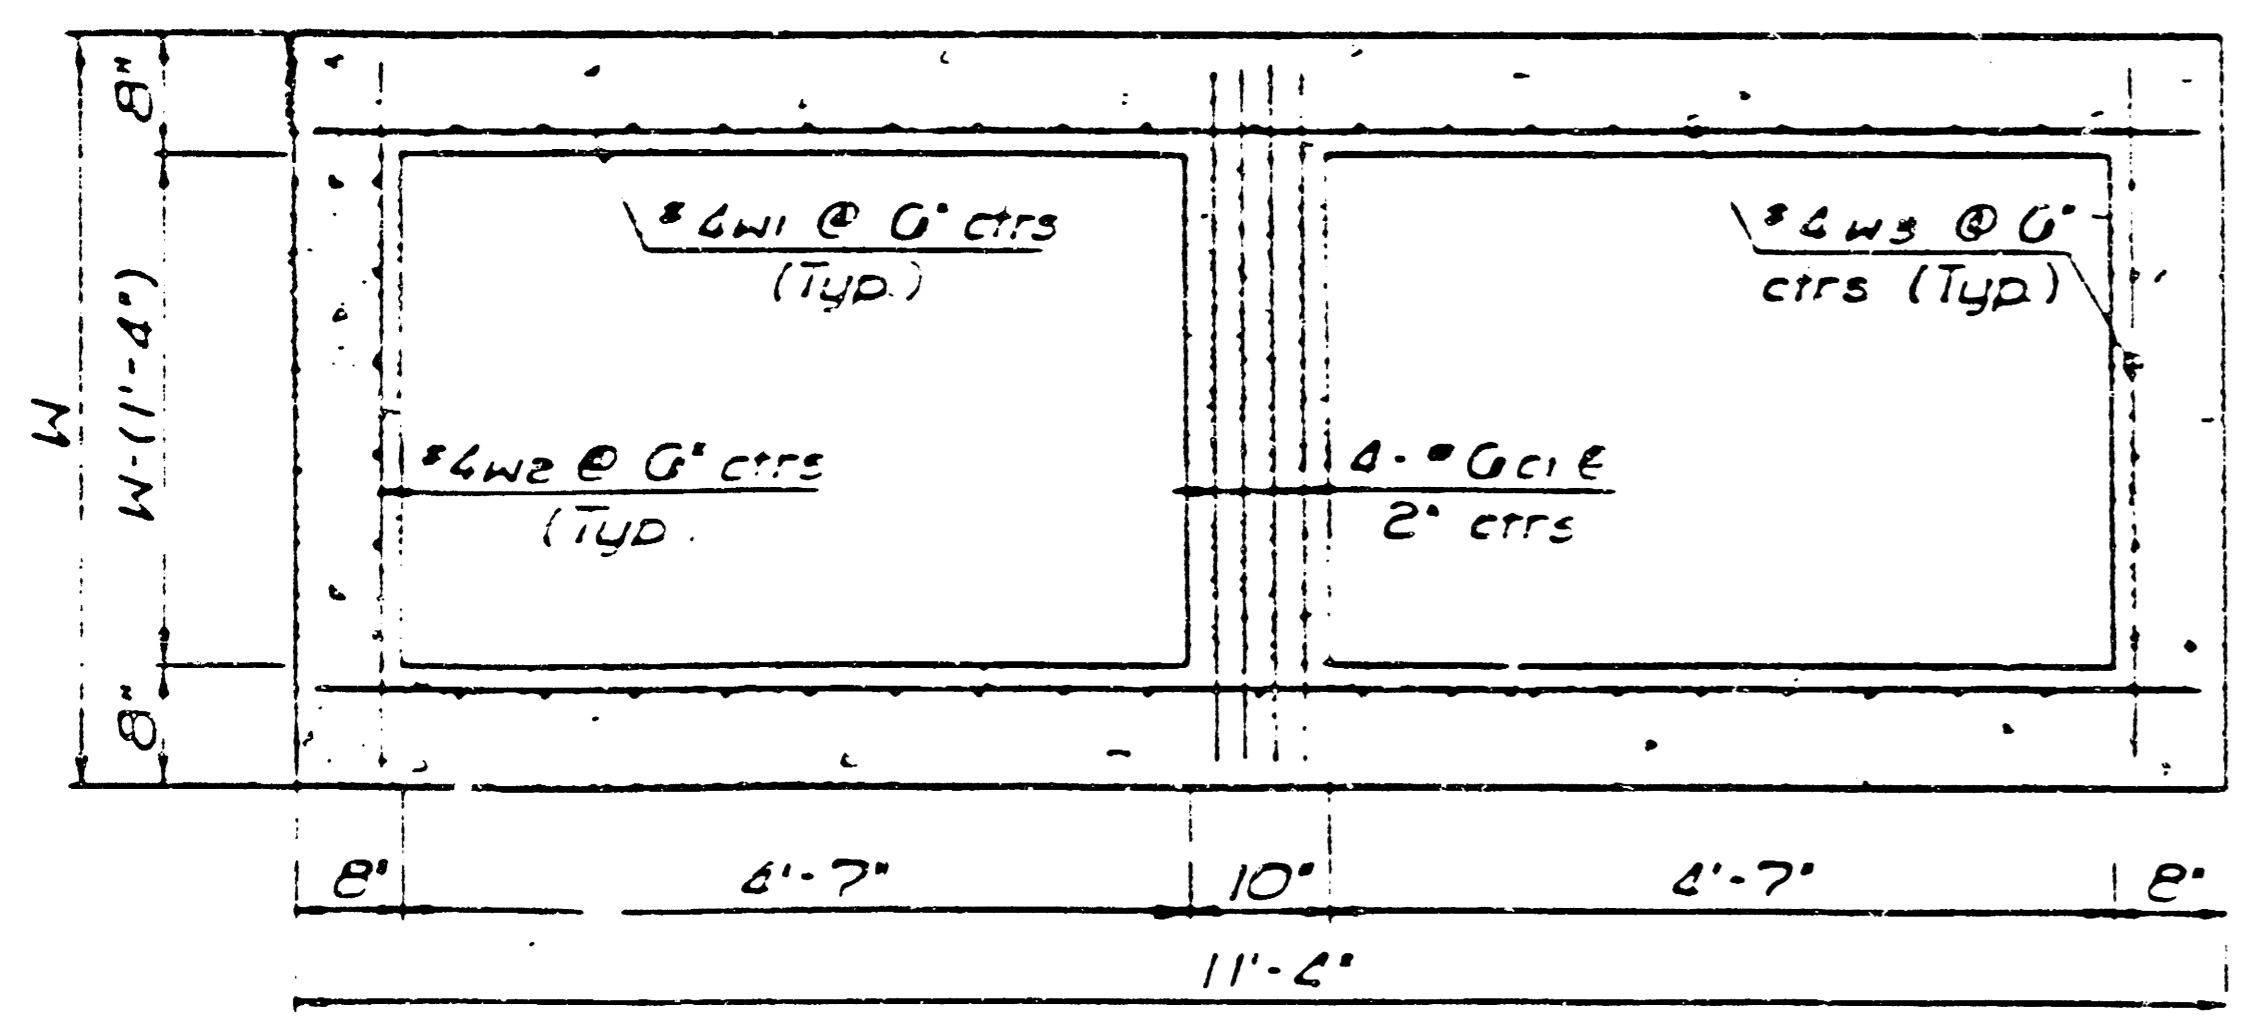 8"
#4w1 @ 6" ctrs
(Typ.)
#4w3 @ 6"
ctrs (Typ.)
W
W-(1'-4")
#4w2 @ 6" ctrs
(Typ.
4-#6c1 E
2" ctrs
8"
8"
4'-7"
10"
4'-7"
8"
11'-4"